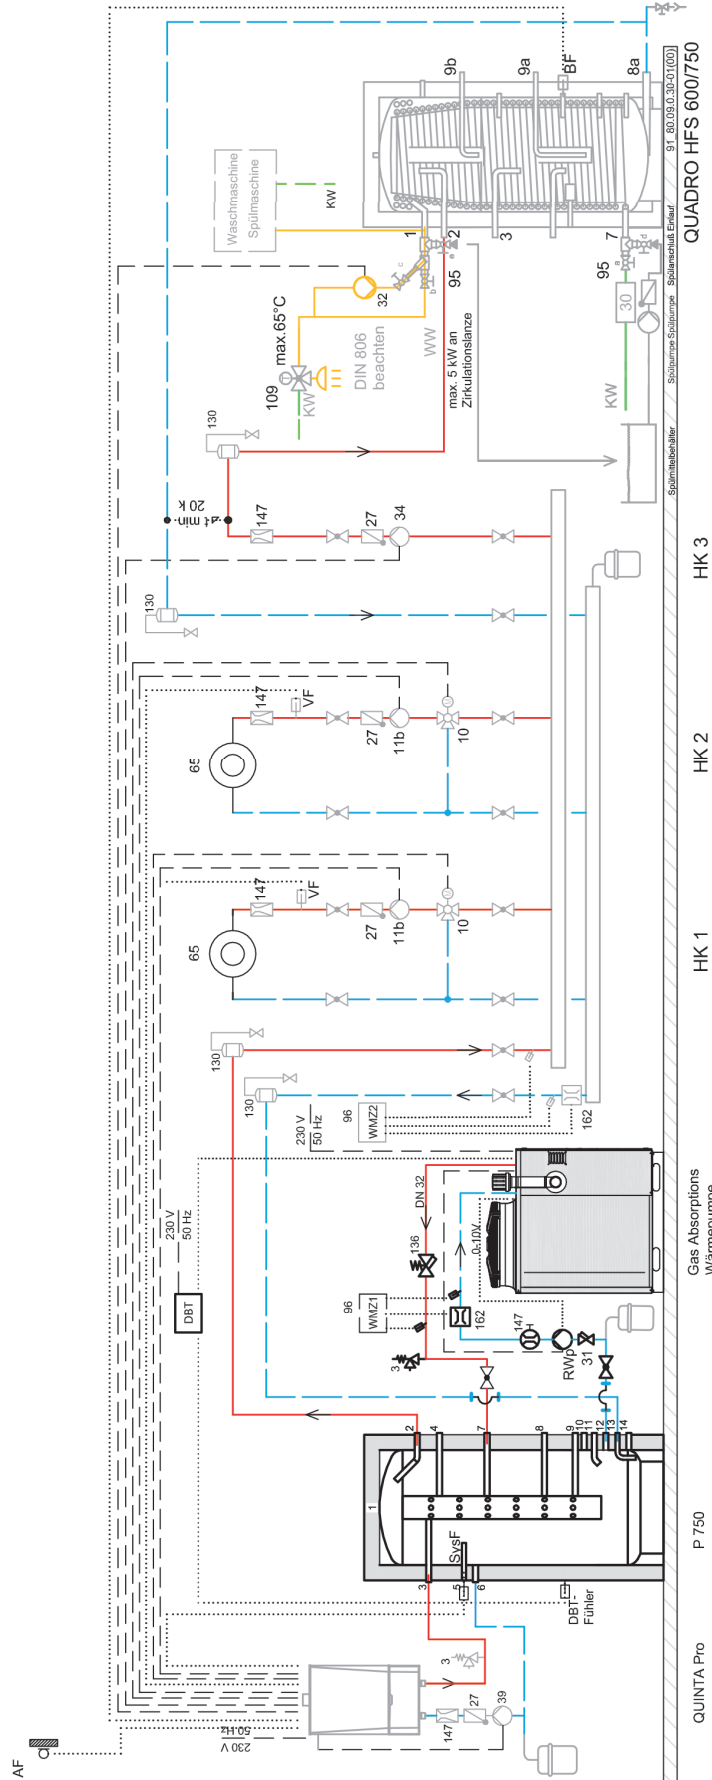 AF
230 V
50 Hz
QUINTA Pro
147
27
39
3
3
5
6
SysF
DBT-
Fühler
1
P 750
2
4
7
8
9
10
11
12
13
14
DBT
230 V
50 Hz
3
96
WMZ1
136
DN 32
162
147
RWp
31
0-10V
Gas Absorptions
Wärmepumpe
230 V
50 Hz
96
WMZ2
162
130
130
HK 1
65
147
VF
27
11b
10
M
HK 2
65
147
VF
27
11b
10
M
HK 3
130
130
Δ t min
20 k
147
27
34
109
max.65°C
KW
DIN 806
beachten
32
WW
max. 5 kW an
Zirkulationslanze
Waschmaschine
Spülmaschine
KW
1
2
3
7
95
95
a
b
c
d
e
30
KW
9b
9a
BF
8a
Spülmittelbehälter
Spülpumpe
Spülpumpe
Spülanschluß Einlauf
91_80.09.0.30-01(00)
QUADRO HFS 600/750